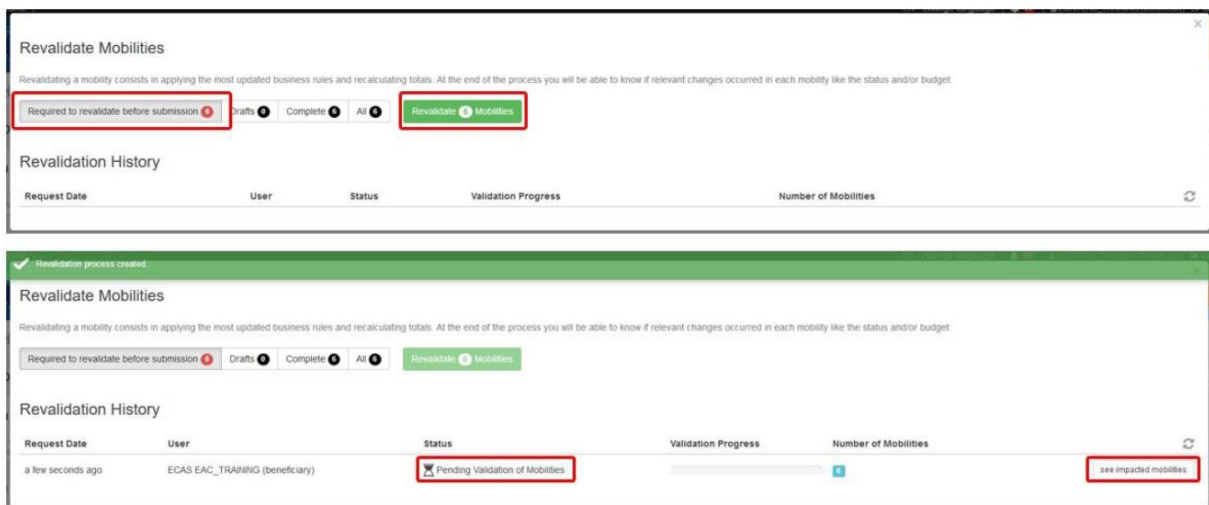 Revalidate Mobilities
Revalidating a mobility consists in applying the most updated business rules and recalculating totals. At the end of the process you will be able to know if relevant changes occurred in each mobility like the status and/or budget.
Required to revalidate before submission 6 Drafts 0 Complete 6 All 6 Revalidate 6 Mobilities
Revalidation History
Request Date User Status Validation Progress Number of Mobilities
Revalidation process created.
Revalidate Mobilities
Revalidating a mobility consists in applying the most updated business rules and recalculating totals. At the end of the process you will be able to know if relevant changes occurred in each mobility like the status and/or budget.
Required to revalidate before submission 6 Drafts 0 Complete 6 All 6 Revalidate 6 Mobilities
Revalidation History
Request Date User Status Validation Progress Number of Mobilities
a few seconds ago ECAS EAC_TRAINING (beneficiary) Pending Validation of Mobilities 6 see impacted mobilities